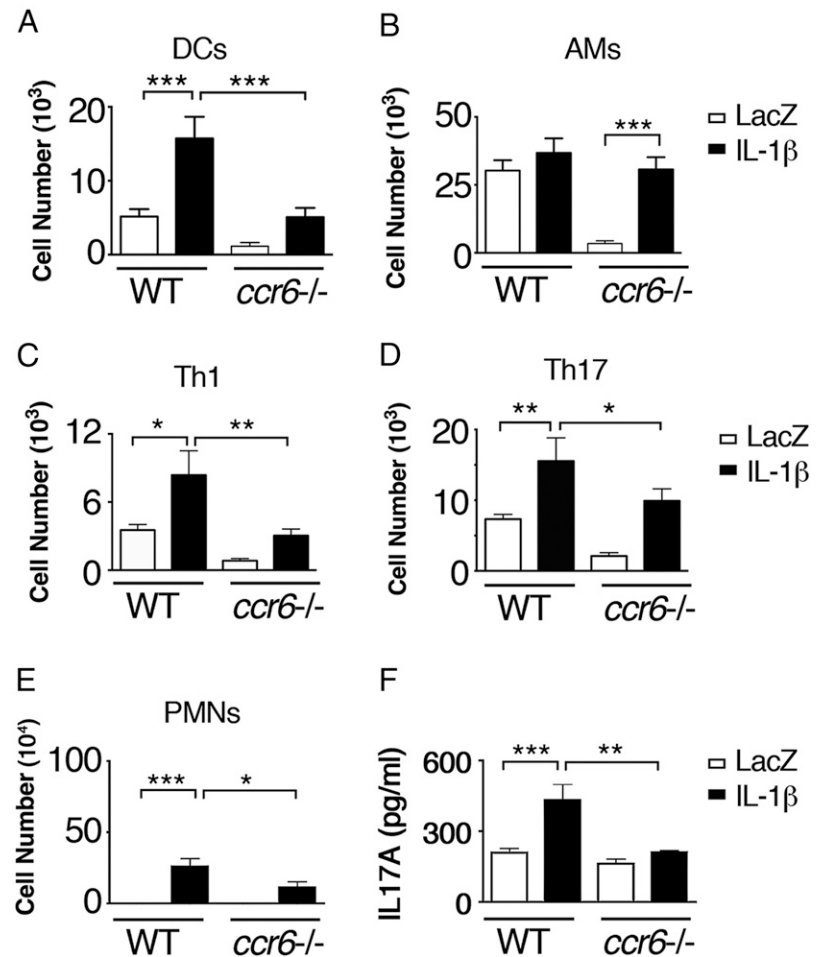 A
DCs
*** ***
20
10
0
Cell Number (10³)
WT ccr6-/-
B
AMs
***
50
25
0
Cell Number (10³)
WT ccr6-/-
LacZ
IL-1β
C
Th1
* **
12
6
0
Cell Number (10³)
WT ccr6-/-
D
Th17
** *
20
10
0
Cell Number (10³)
WT ccr6-/-
LacZ
IL-1β
E
PMNs
*** *
100
50
0
Cell Number (10⁴)
WT ccr6-/-
F
*** **
600
300
0
IL17A (pg/ml)
WT ccr6-/-
LacZ
IL-1β